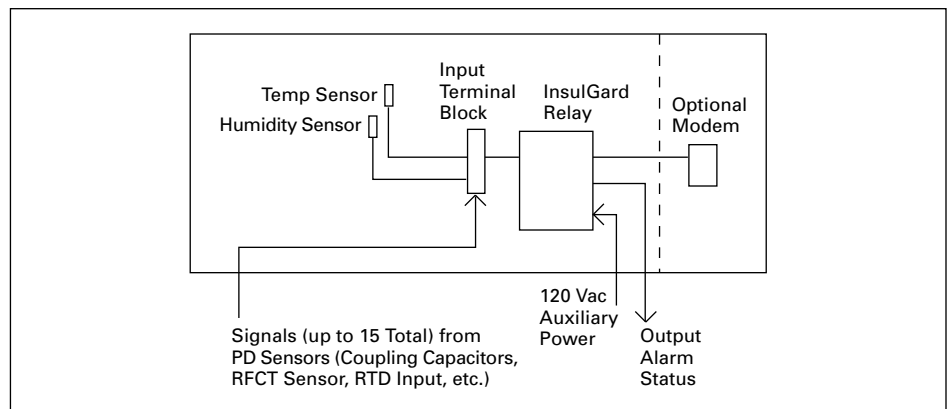 Temp Sensor
Humidity Sensor
Input
Terminal
Block
InsulGard
Relay
Optional
Modem
Signals (up to 15 Total) from
PD Sensors (Coupling Capacitors,
RFCT Sensor, RTD Input, etc.)
120 Vac
Auxiliary
Power
Output
Alarm
Status